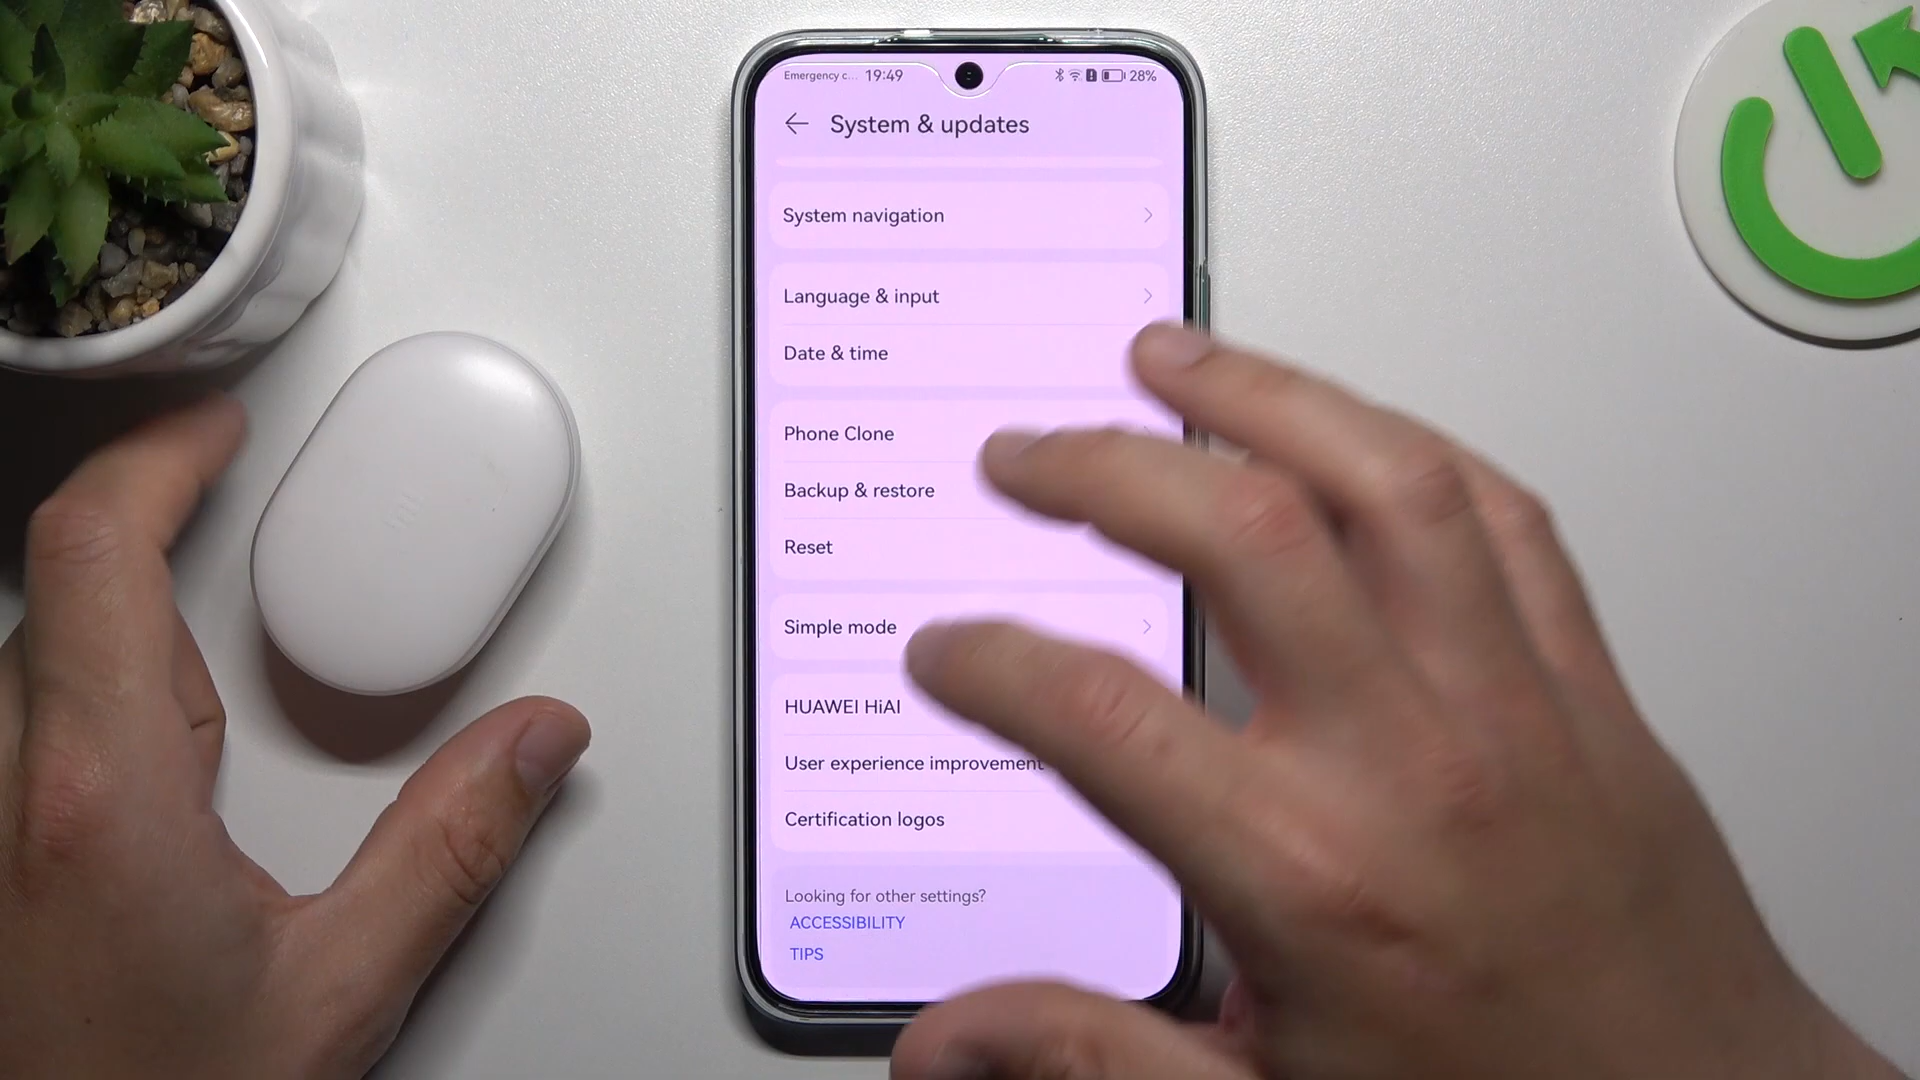 Emergency c... 19:49 28%
System & updates
System navigation
Language & input
Date & time
Phone Clone
Backup & restore
Reset
Simple mode
HUAWEI HiAI
User experience improvement
Certification logos
Looking for other settings?
ACCESSIBILITY
TIPS